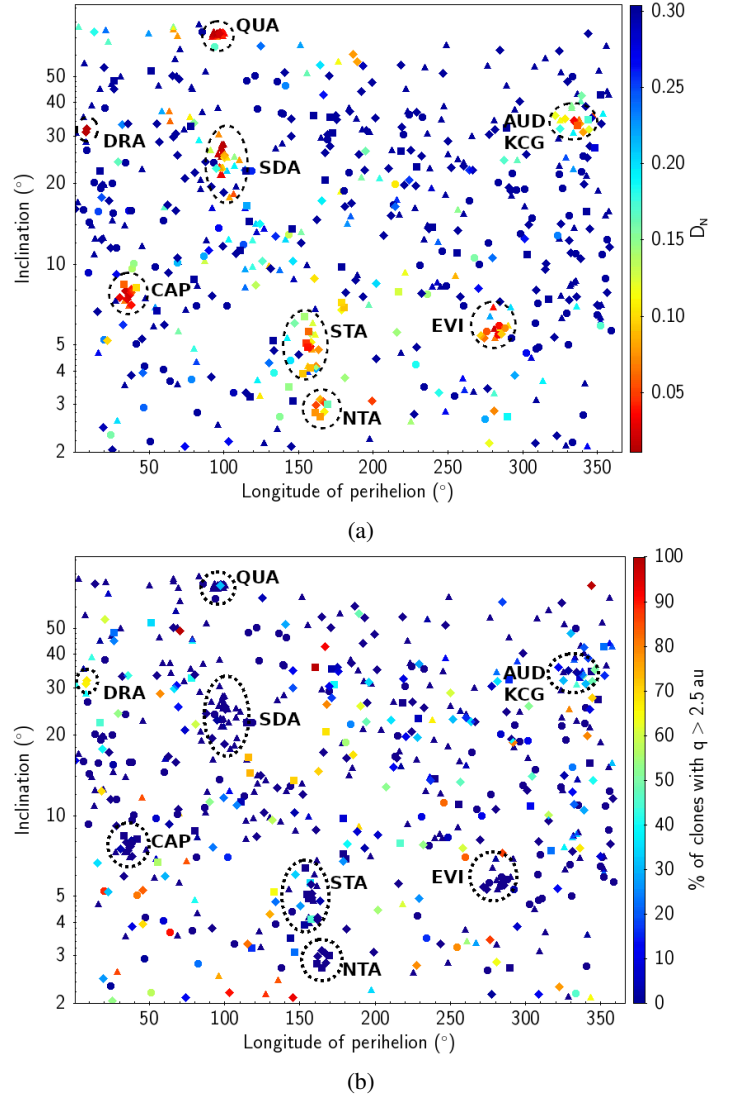 QUA
DRA
SDA
AUD
KCG
CAP
STA
EVI
NTA
50
40
30
20
10
5
4
3
2
Inclination (°)
50 100 150 200 250 300 350
Longitude of perihelion (°)
0.30
0.25
0.20
0.15
0.10
0.05
D_N
(a)
QUA
DRA
SDA
AUD
KCG
CAP
STA
EVI
NTA
50
40
30
20
10
5
4
3
2
Inclination (°)
50 100 150 200 250 300 350
Longitude of perihelion (°)
100
90
80
70
60
50
40
30
20
10
0
% of clones with q > 2.5 au
(b)